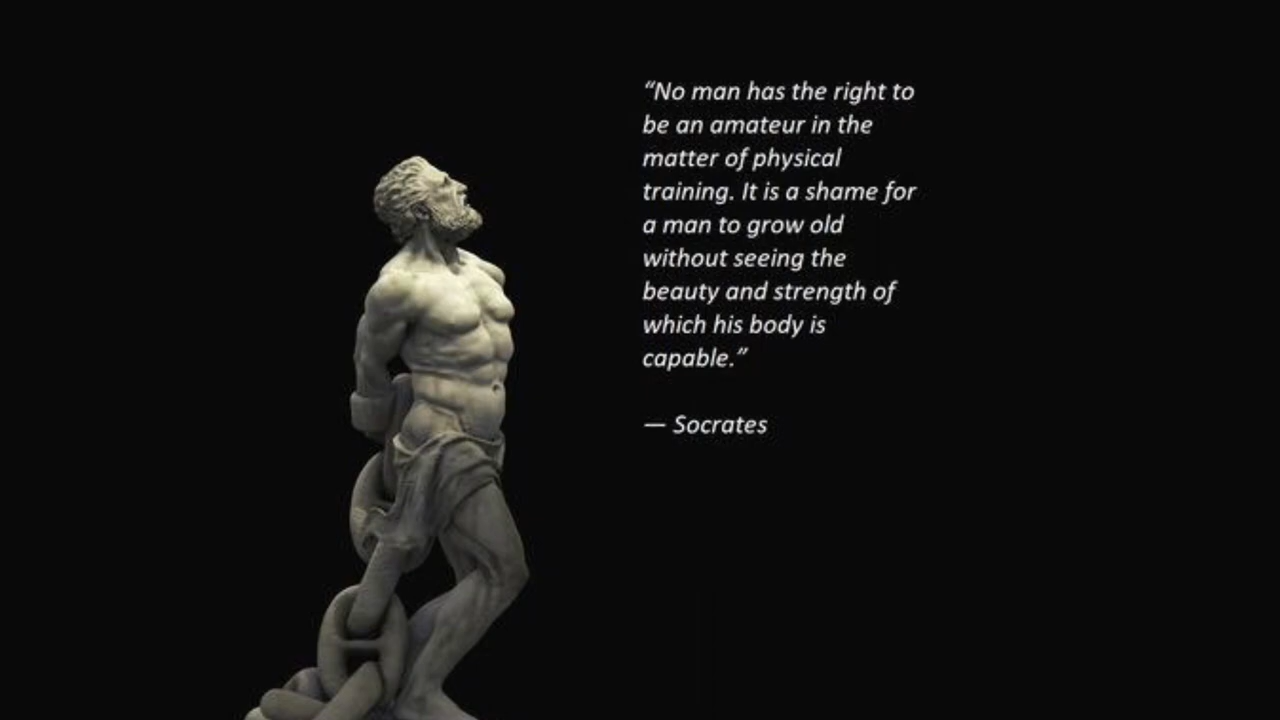 “No man has the right to
be an amateur in the
matter of physical
training. It is a shame for
a man to grow old
without seeing the
beauty and strength of
which his body is
capable.”
— Socrates